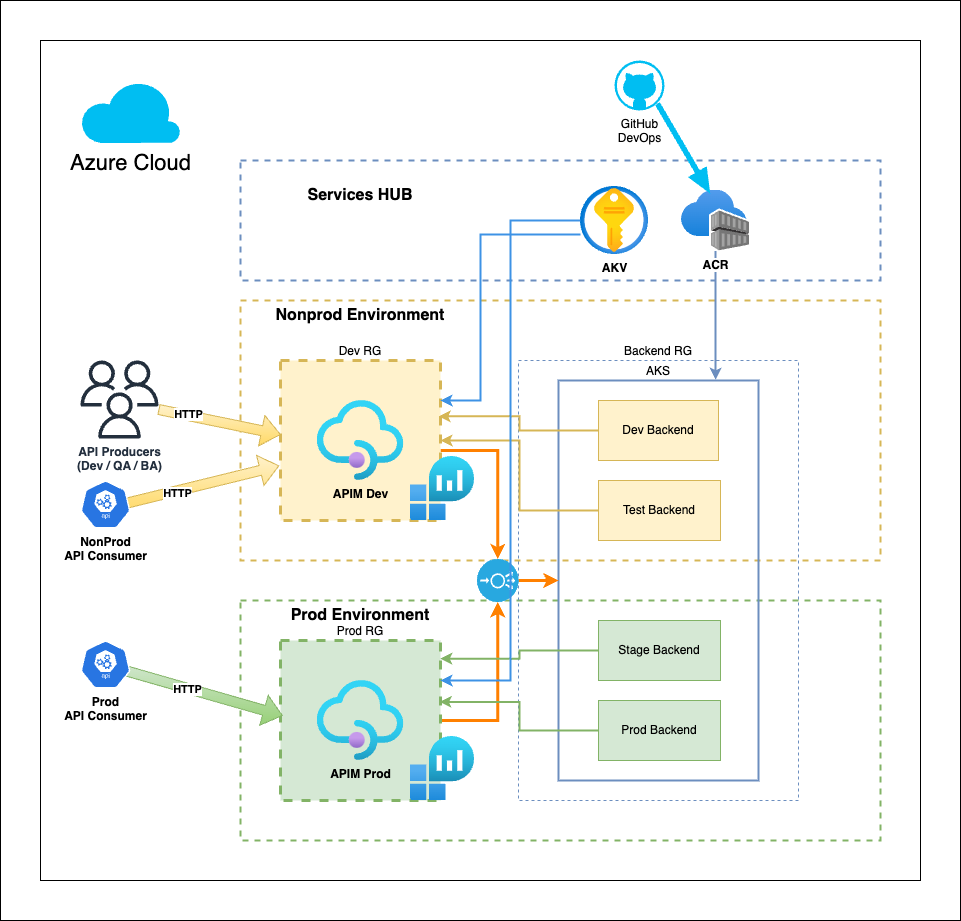 GitHub
DevOps
Azure Cloud
Services HUB
AKV
ACR
Nonprod Environment
Dev RG
Backend RG
AKS
HTTP
API Producers
(Dev / QA / BA)
Dev Backend
APIM Dev
HTTP
api
Test Backend
NonProd
API Consumer
Prod Environment
Prod RG
Stage Backend
api
HTTP
Prod
API Consumer
Prod Backend
APIM Prod